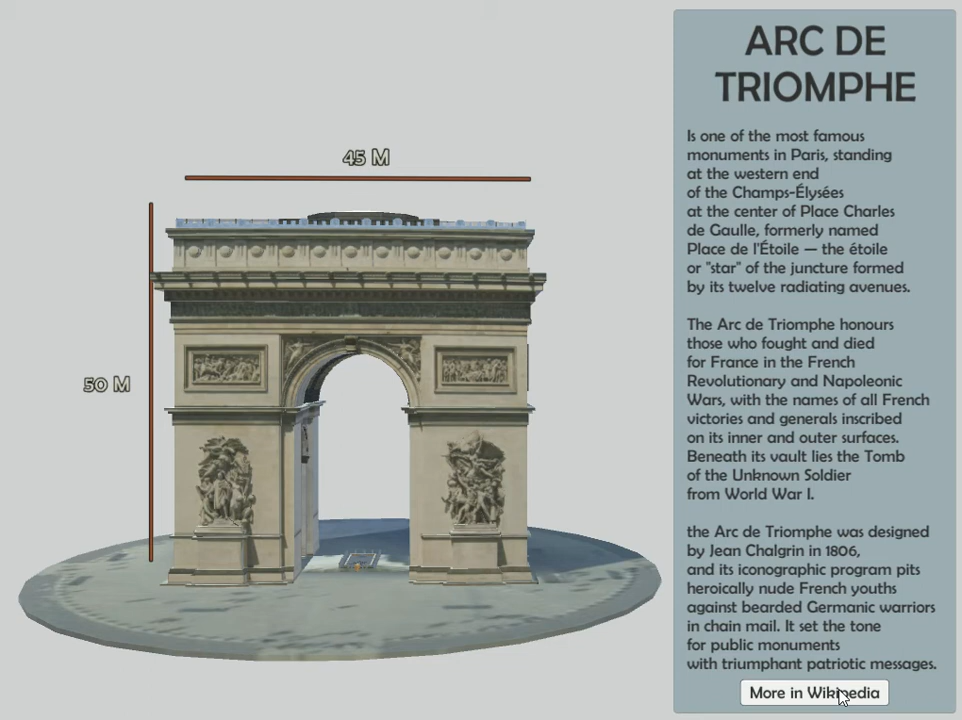 45 M
50 M
ARC DE
TRIOMPHE
Is one of the most famous
monuments in Paris, standing
at the western end
of the Champs-Élysées
at the center of Place Charles
de Gaulle, formerly named
Place de l'Étoile — the étoile
or "star" of the juncture formed
by its twelve radiating avenues.
The Arc de Triomphe honours
those who fought and died
for France in the French
Revolutionary and Napoleonic
Wars, with the names of all French
victories and generals inscribed
on its inner and outer surfaces.
Beneath its vault lies the Tomb
of the Unknown Soldier
from World War I.
the Arc de Triomphe was designed
by Jean Chalgrin in 1806,
and its iconographic program pits
heroically nude French youths
against bearded Germanic warriors
in chain mail. It set the tone
for public monuments
with triumphant patriotic messages.
More in Wikipedia